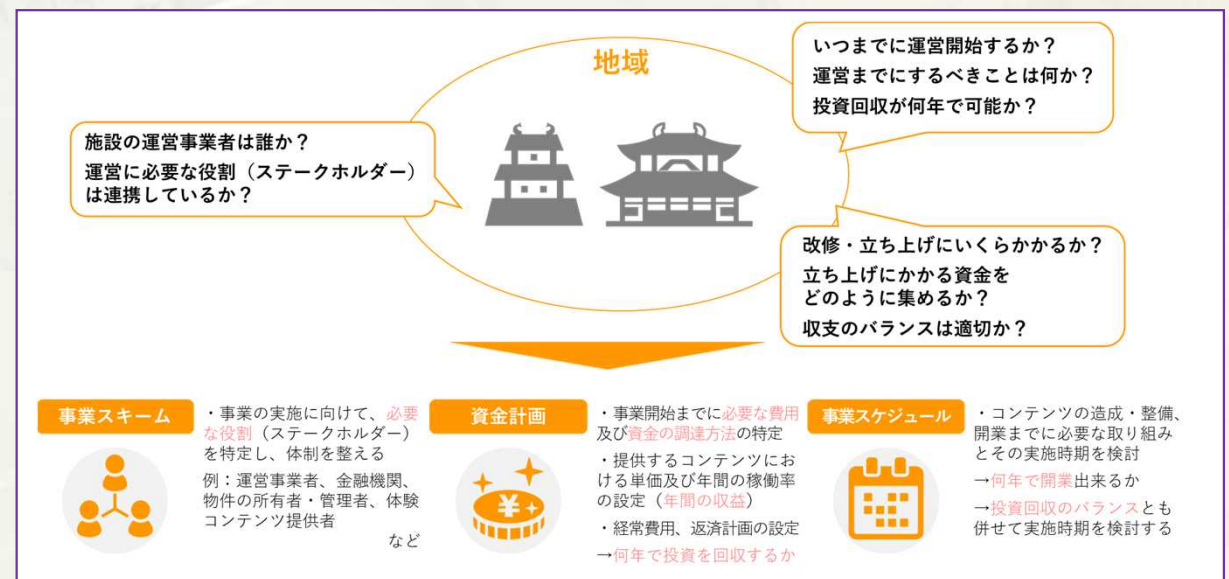 地域
いつまでに運営開始するか？
運営までにするべきことは何か？
投資回収が何年で可能か？
施設の運営事業者は誰か？
運営に必要な役割（ステークホルダー）
は連携しているか？
改修・立ち上げにいくらかかるか？
立ち上げにかかる資金を
どのように集めるか？
収支のバランスは適切か？
事業スキーム
・事業の実施に向けて、必要
な役割（ステークホルダー）
を特定し、体制を整える
例：運営事業者、金融機関、
物件の所有者・管理者、体験
コンテンツ提供者
など
資金計画
¥
・事業開始までに必要な費用
及び資金の調達方法の特定
・提供するコンテンツにお
ける単価及び年間の稼働率
の設定（年間の収益）
・経常費用、返済計画の設定
→何年で投資を回収するか
事業スケジュール
・コンテンツの造成・整備、
開業までに必要な取り組み
とその実施時期を検討
→何年で開業出来るか
→投資回収のバランスとも
併せて実施時期を検討する